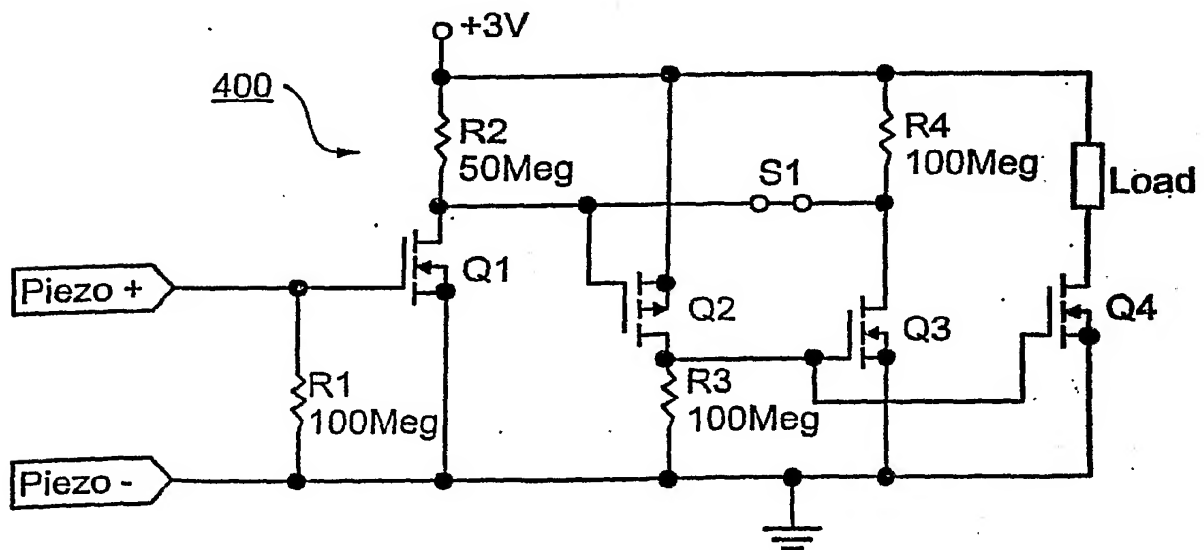 +3V
400
R2
50Meg
S1
R4
100Meg
Load
Piezo +
Q1
Q2
Q3
Q4
R1
100Meg
R3
100Meg
Piezo -